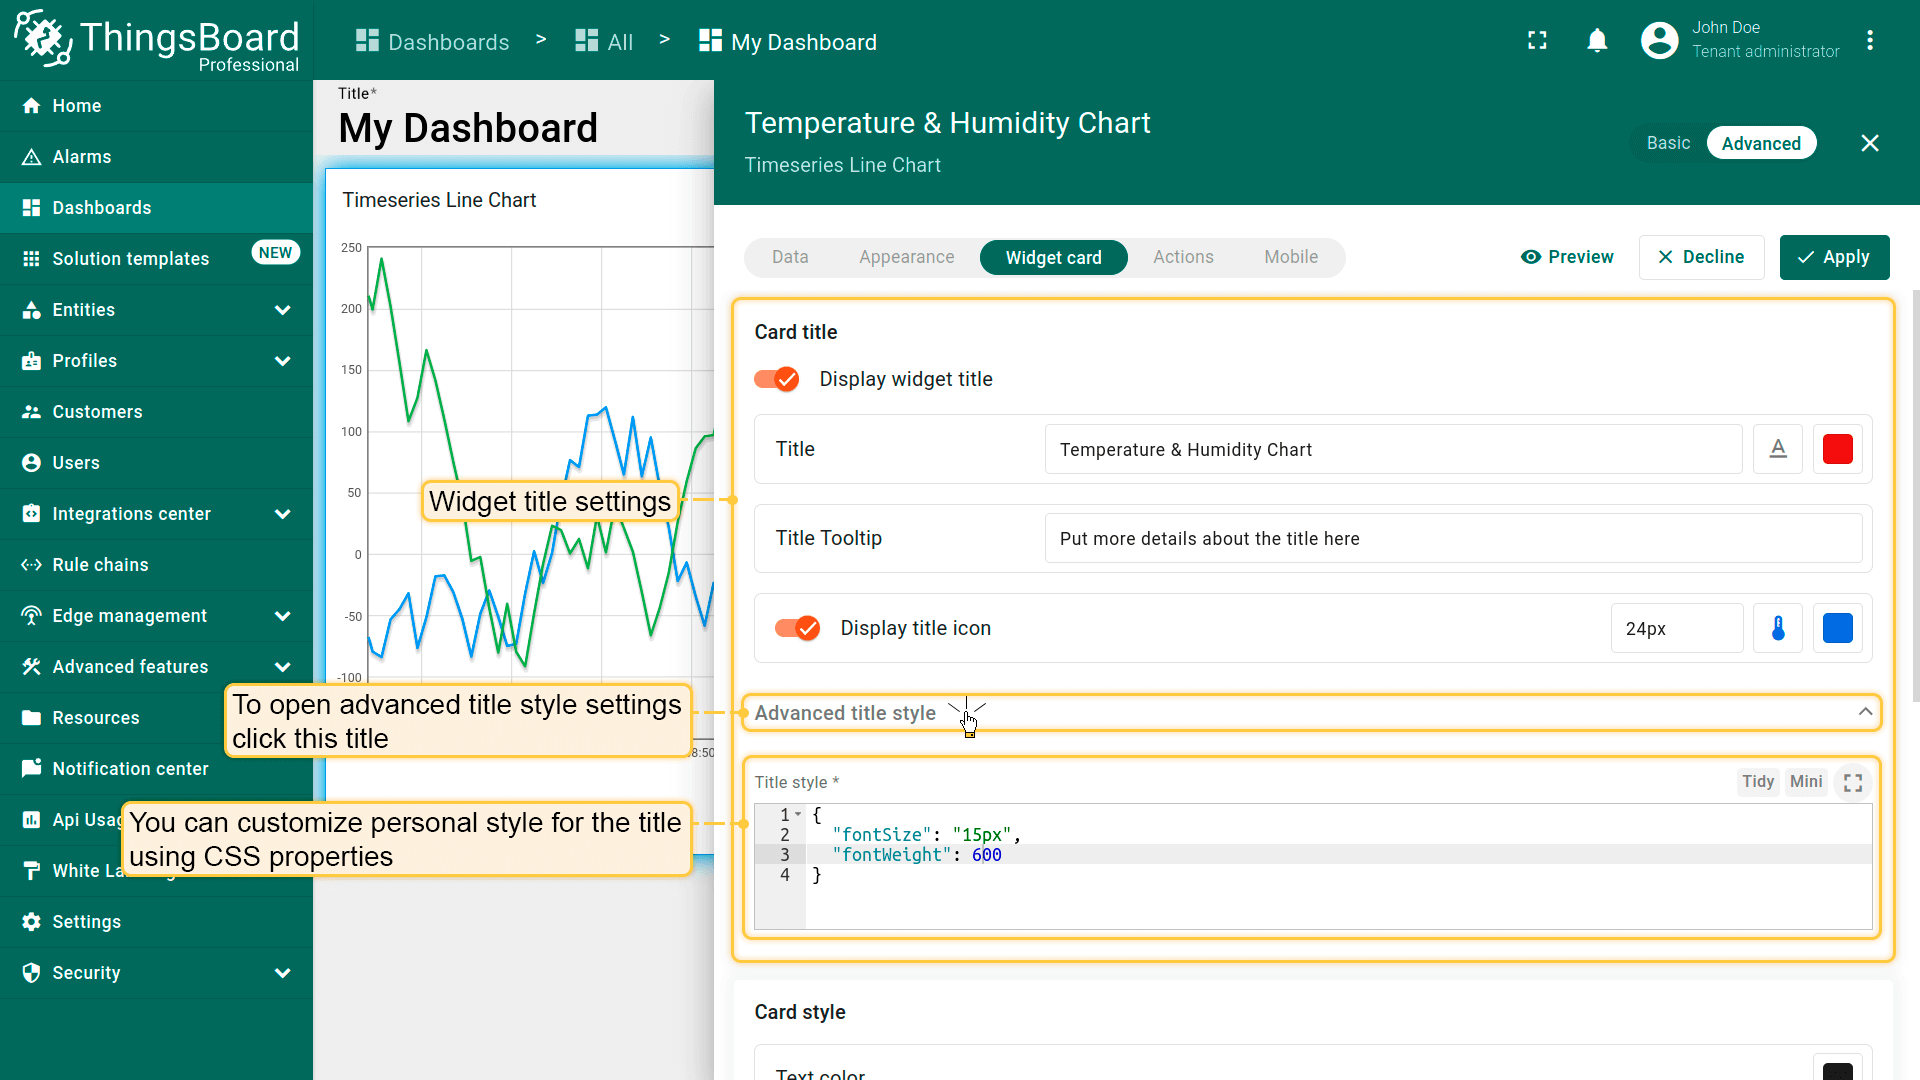 ThingsBoard
Professional
Dashboards > All > My Dashboard
John Doe
Tenant administrator
Home
Alarms
Dashboards
Solution templates NEW
Entities
Profiles
Customers
Users
Integrations center
Rule chains
Edge management
Advanced features
Resources
Notification center
Api Usag
White La
Settings
Security
Title*
My Dashboard
Timeseries Line Chart
250
200
150
100
50
0
-50
-100
8:50
Widget title settings
To open advanced title style settings
click this title
You can customize personal style for the title
using CSS properties
Temperature & Humidity Chart
Timeseries Line Chart
Basic Advanced
Data Appearance Widget card Actions Mobile
Preview Decline Apply
Card title
Display widget title
Title Temperature & Humidity Chart
Title Tooltip Put more details about the title here
Display title icon 24px
Advanced title style
Title style * Tidy Mini
1 {
2 "fontSize": "15px",
3 "fontWeight": 600
4 }
Card style
Text color